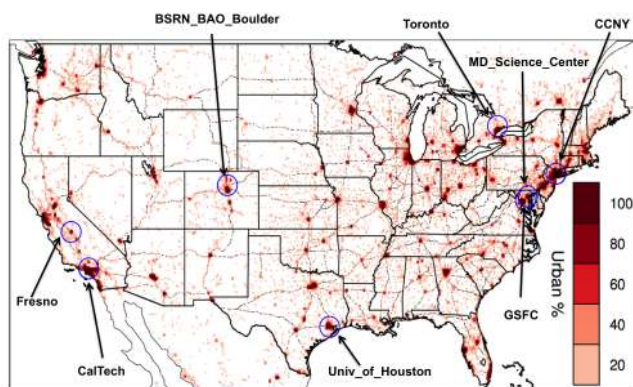 BSRN_BAO_Boulder
Toronto
CCNY
MD_Science_Center
Fresno
CalTech
Univ_of_Houston
GSFC
Urban %
100
80
60
40
20